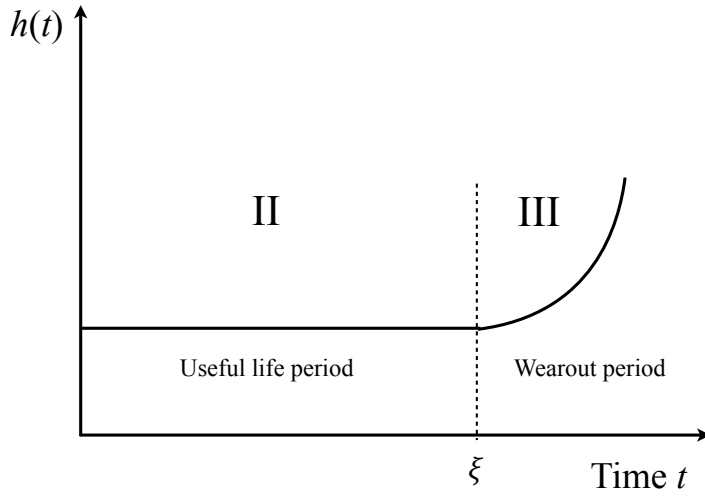 h(t)
II
III
Useful life period
Wearout period
ξ
Time t